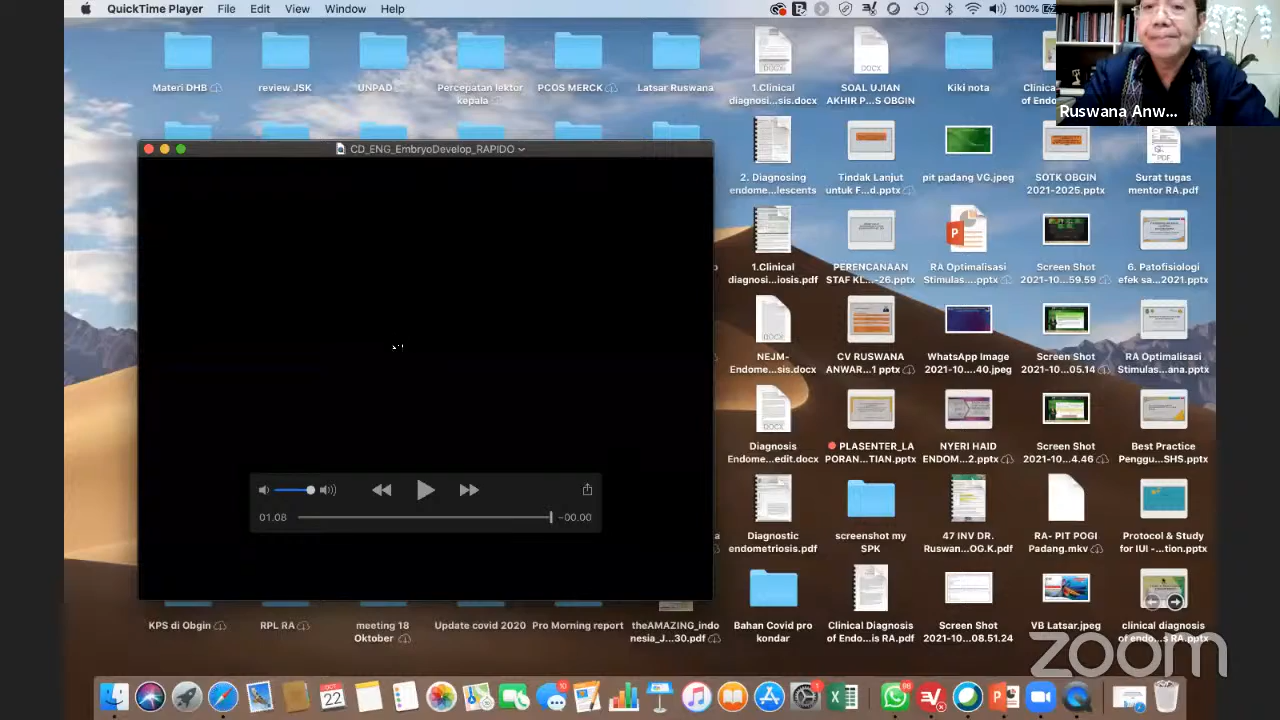 QuickTime Player File Edit View Window Help
100%
Materi DHB
review JSK
UNPAD
Percepatan lektor
kepala
PCOS MERCK
Latsar Ruswana
1.Clinical
diagnosi...sis.docx
SOAL UJIAN
AKHIR P...S OBGIN
Kiki nota
Clinica
of Endo
Ruswana Anw...
CD_ENG_EmbryoDevelop_RAPIDO
2. Diagnosing
endome...lescents
Tindak Lanjut
untuk F...d.pptx
pit padang VG.jpeg
SOTK OBGIN
2021-2025.pptx
Surat tugas
mentor RA.pdf
1.Clinical
diagnosi...iosis.pdf
PERENCANAAN
STAF KL...-26.pptx
RA Optimalisasi
Stimulas....pptx
Screen Shot
2021-10...59.59
6. Patofisiologi
efek sa...2021.pptx
NEJM-
Endome...sis.docx
CV RUSWANA
ANWAR...1 pptx
WhatsApp Image
2021-10....40.jpeg
Screen Shot
2021-10...05.14
RA Optimalisasi
Stimulas...ana.pptx
Diagnosis
Endome...edit.docx
PLASENTER_LA
PORAN...TIAN.pptx
NYERI HAID
ENDOM...2.pptx
Screen Shot
2021-10...4.46
Best Practice
Penggu...SHS.pptx
01.08
-00.00
Diagnostic
endometriosis.pdf
screenshot my
SPK
47 INV DR.
Ruswan...OG.K.pdf
RA- PIT POGI
Padang.mkv
Protocol & Study
for IUI -...tion.pptx
KPS di Obgin
RPL RA
meeting 18
Oktober
Update covid 2020
Pro Morning report
theAMAZING_indo
nesia_J...30.pdf
Bahan Covid pro
kondar
Clinical Diagnosis
of Endo...is RA.pdf
Screen Shot
2021-10...08.51.24
VB Latsar.jpeg
clinical diagnosis
of endo...s RA.pptx
zoom
OCT
22